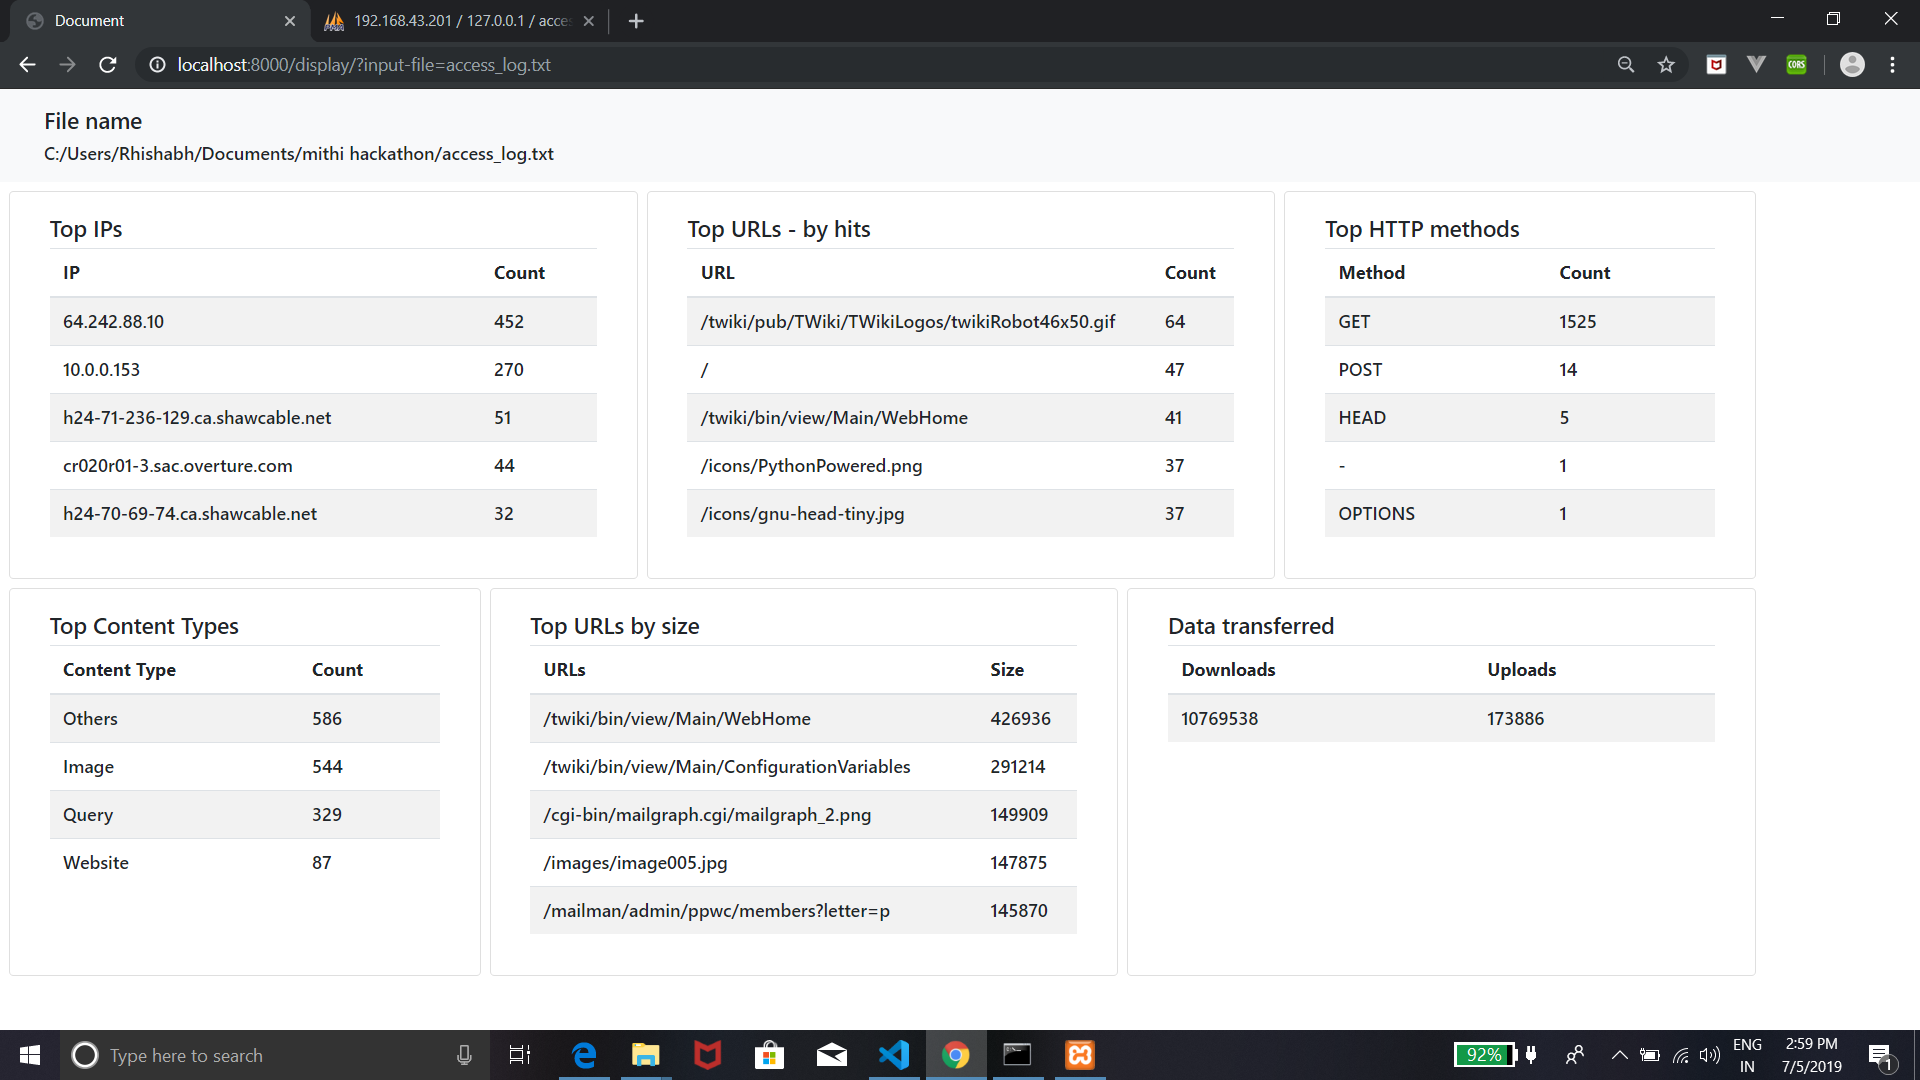 Document
192.168.43.201 / 127.0.0.1 / acce
localhost:8000/display/?input-file=access_log.txt
CORS
File name
C:/Users/Rhishabh/Documents/mithi hackathon/access_log.txt
Top IPs
IP Count
64.242.88.10 452
10.0.0.153 270
h24-71-236-129.ca.shawcable.net 51
cr020r01-3.sac.overture.com 44
h24-70-69-74.ca.shawcable.net 32
Top URLs - by hits
URL Count
/twiki/pub/TWiki/TWikiLogos/twikiRobot46x50.gif 64
/ 47
/twiki/bin/view/Main/WebHome 41
/icons/PythonPowered.png 37
/icons/gnu-head-tiny.jpg 37
Top HTTP methods
Method Count
GET 1525
POST 14
HEAD 5
- 1
OPTIONS 1
Top Content Types
Content Type Count
Others 586
Image 544
Query 329
Website 87
Top URLs by size
URLs Size
/twiki/bin/view/Main/WebHome 426936
/twiki/bin/view/Main/ConfigurationVariables 291214
/cgi-bin/mailgraph.cgi/mailgraph_2.png 149909
/images/image005.jpg 147875
/mailman/admin/ppwc/members?letter=p 145870
Data transferred
Downloads Uploads
10769538 173886
Type here to search
92%
ENG
IN
2:59 PM
7/5/2019
1